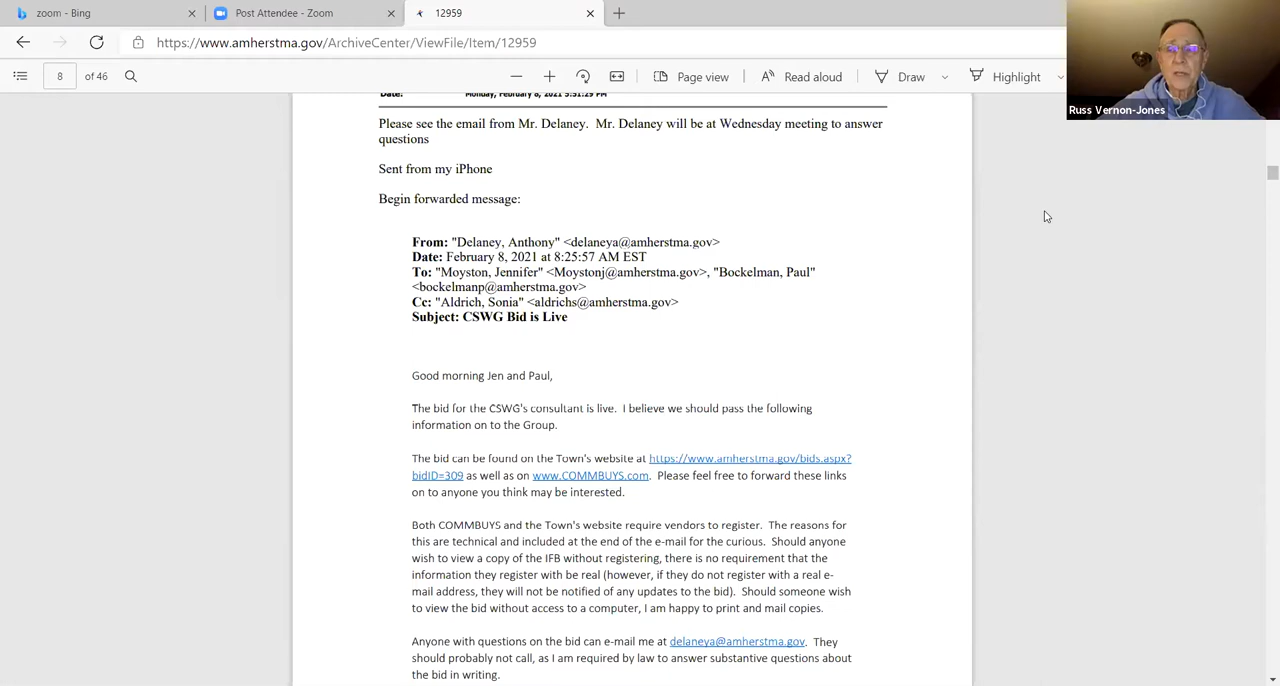 zoom - Bing
Post Attendee - Zoom
12959
https://www.amherstma.gov/ArchiveCenter/ViewFile/Item/12959
8 of 46 Page view Read aloud Draw Highlight
Russ Vernon-Jones
Date: Monday, February 8, 2021 5:51:29 PM
Please see the email from Mr. Delaney. Mr. Delaney will be at Wednesday meeting to answer
questions
Sent from my iPhone
Begin forwarded message:
From: "Delaney, Anthony" <delaneya@amherstma.gov>
Date: February 8, 2021 at 8:25:57 AM EST
To: "Moyston, Jennifer" <Moystonj@amherstma.gov>, "Bockelman, Paul"
<bockelmanp@amherstma.gov>
Cc: "Aldrich, Sonia" <aldrichs@amherstma.gov>
Subject: CSWG Bid is Live
Good morning Jen and Paul,
The bid for the CSWG's consultant is live. I believe we should pass the following
information on to the Group.
The bid can be found on the Town's website at https://www.amherstma.gov/bids.aspx?
bidID=309 as well as on www.COMMBUYS.com. Please feel free to forward these links
on to anyone you think may be interested.
Both COMMBUYS and the Town's website require vendors to register. The reasons for
this are technical and included at the end of the e-mail for the curious. Should anyone
wish to view a copy of the IFB without registering, there is no requirement that the
information they register with be real (however, if they do not register with a real e-
mail address, they will not be notified of any updates to the bid). Should someone wish
to view the bid without access to a computer, I am happy to print and mail copies.
Anyone with questions on the bid can e-mail me at delaneya@amherstma.gov. They
should probably not call, as I am required by law to answer substantive questions about
the bid in writing.